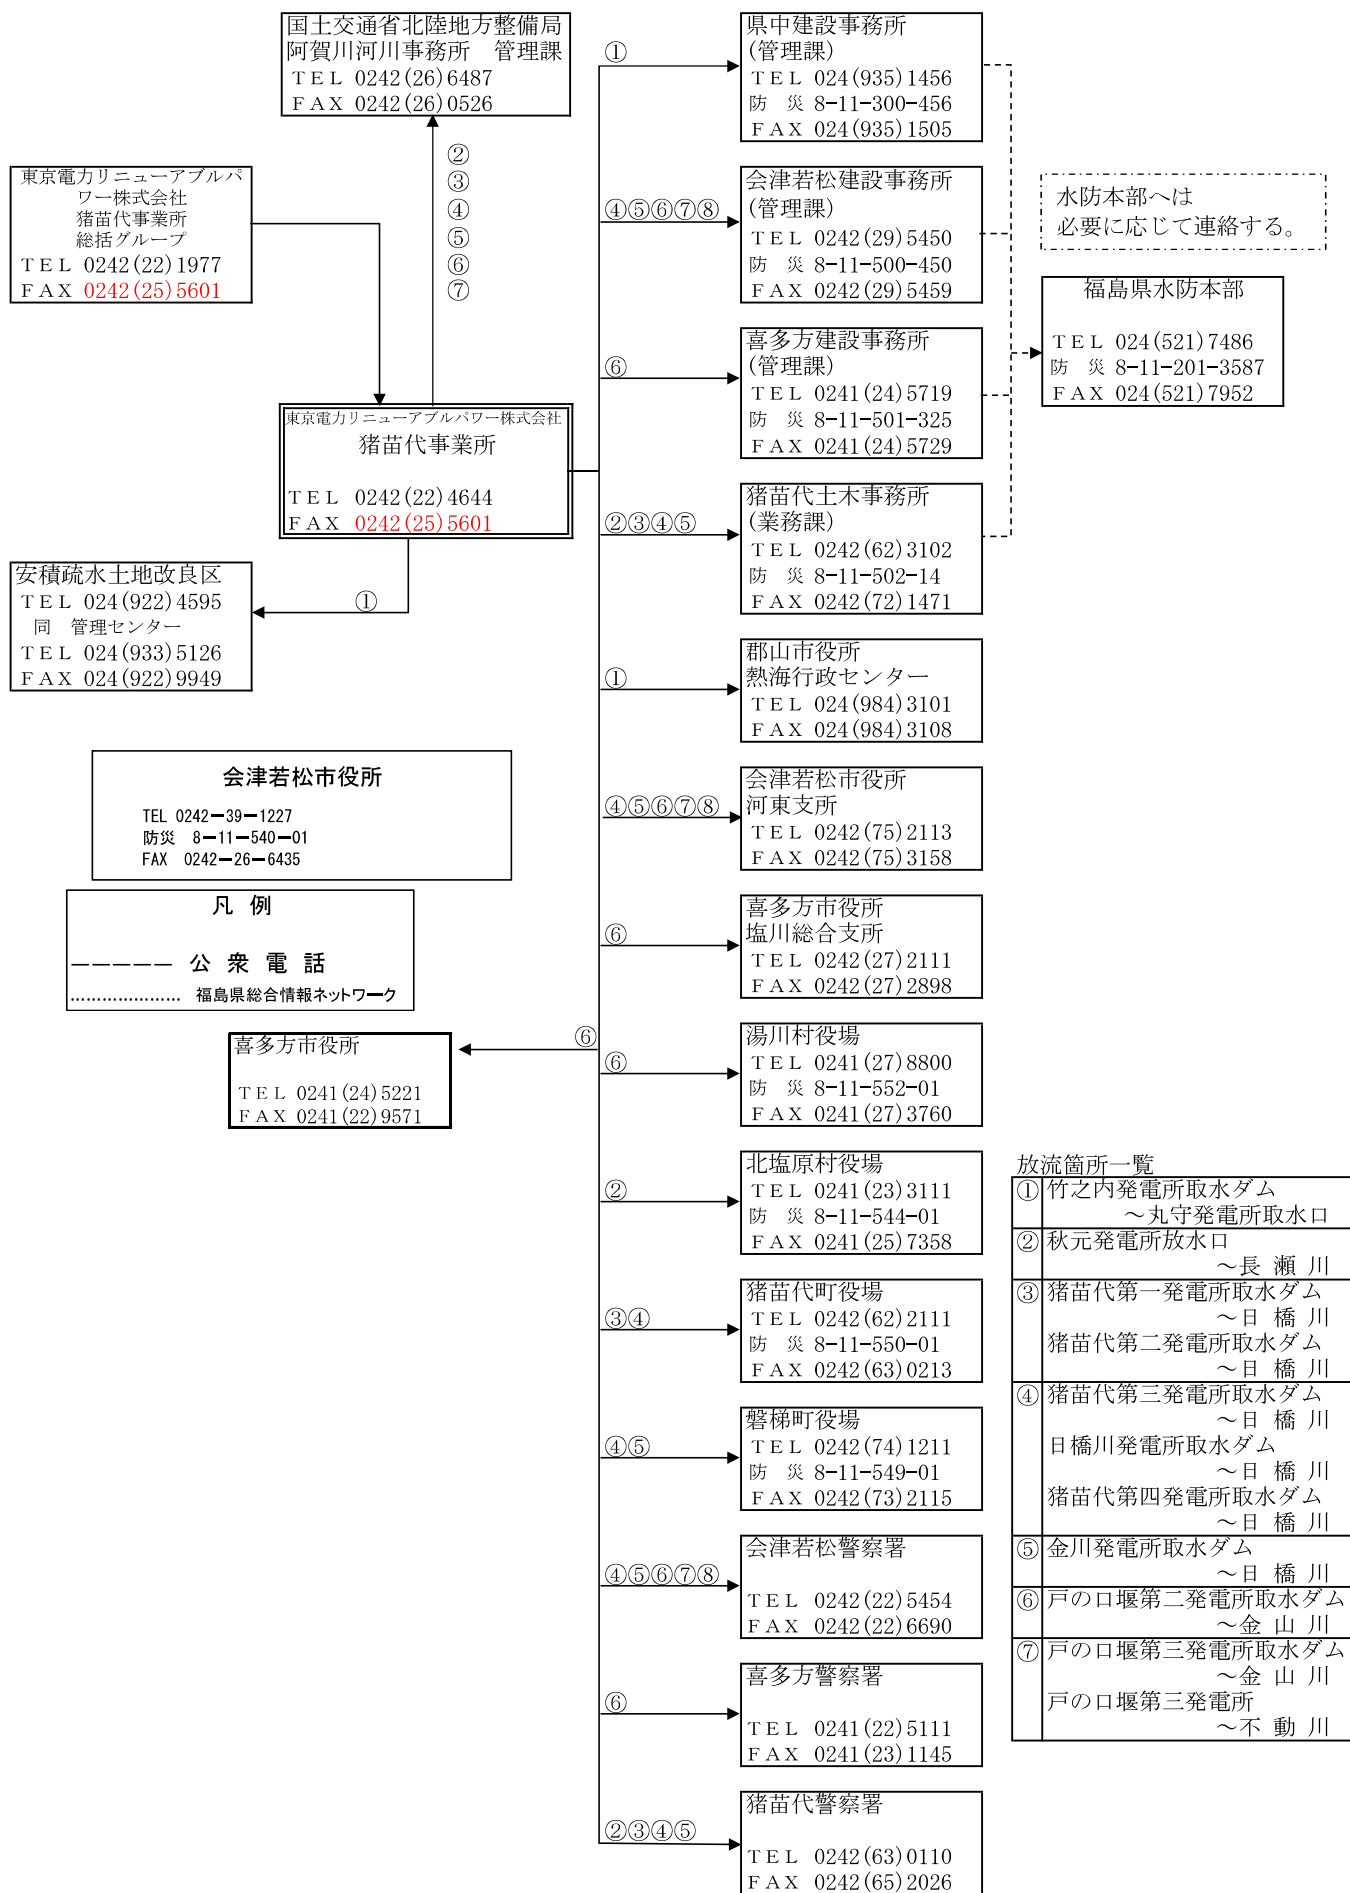 国土交通省北陸地方整備局
阿賀川河川事務所　管理課
ＴＥＬ 0242(26)6487
ＦＡＸ 0242(26)0526
②
③
④
⑤
⑥
⑦
東京電力リニューアブルパ
ワー株式会社
猪苗代事業所
総括グループ
ＴＥＬ 0242(22)1977
ＦＡＸ 0242(25)5601
東京電力リニューアブルパワー株式会社
猪苗代事業所
ＴＥＬ 0242(22)4644
ＦＡＸ 0242(25)5601
①
安積疏水土地改良区
ＴＥＬ 024(922)4595
同　管理センター
ＴＥＬ 024(933)5126
ＦＡＸ 024(922)9949
会津若松市役所
TEL 0242－39－1227
防災　8－11－540－01
FAX　0242－26－6435
凡 例
————— 公 衆 電 話
..................... 福島県総合情報ネットワーク
⑥
喜多方市役所
ＴＥＬ 0241(24)5221
ＦＡＸ 0241(22)9571
①
県中建設事務所
(管理課)
ＴＥＬ 024(935)1456
防　災 8-11-300-456
ＦＡＸ 024(935)1505
④⑤⑥⑦⑧
会津若松建設事務所
(管理課)
ＴＥＬ 0242(29)5450
防　災 8-11-500-450
ＦＡＸ 0242(29)5459
⑥
喜多方建設事務所
(管理課)
ＴＥＬ 0241(24)5719
防　災 8-11-501-325
ＦＡＸ 0241(24)5729
②③④⑤
猪苗代土木事務所
(業務課)
ＴＥＬ 0242(62)3102
防　災 8-11-502-14
ＦＡＸ 0242(72)1471
①
郡山市役所
熱海行政センター
ＴＥＬ 024(984)3101
ＦＡＸ 024(984)3108
④⑤⑥⑦⑧
会津若松市役所
河東支所
ＴＥＬ 0242(75)2113
ＦＡＸ 0242(75)3158
⑥
喜多方市役所
塩川総合支所
ＴＥＬ 0242(27)2111
ＦＡＸ 0242(27)2898
⑥
湯川村役場
ＴＥＬ 0241(27)8800
防　災 8-11-552-01
ＦＡＸ 0241(27)3760
②
北塩原村役場
ＴＥＬ 0241(23)3111
防　災 8-11-544-01
ＦＡＸ 0241(25)7358
③④
猪苗代町役場
ＴＥＬ 0242(62)2111
防　災 8-11-550-01
ＦＡＸ 0242(63)0213
④⑤
磐梯町役場
ＴＥＬ 0242(74)1211
防　災 8-11-549-01
ＦＡＸ 0242(73)2115
④⑤⑥⑦⑧
会津若松警察署
ＴＥＬ 0242(22)5454
ＦＡＸ 0242(22)6690
⑥
喜多方警察署
ＴＥＬ 0241(22)5111
ＦＡＸ 0241(23)1145
②③④⑤
猪苗代警察署
ＴＥＬ 0242(63)0110
ＦＡＸ 0242(65)2026
水防本部へは
必要に応じて連絡する。
福島県水防本部
ＴＥＬ 024(521)7486
防　災 8-11-201-3587
ＦＡＸ 024(521)7952
放流箇所一覧
① 竹之内発電所取水ダム
～丸守発電所取水口
② 秋元発電所放水口
～長 瀬 川
③ 猪苗代第一発電所取水ダム
～日 橋 川
猪苗代第二発電所取水ダム
～日 橋 川
④ 猪苗代第三発電所取水ダム
～日 橋 川
日橋川発電所取水ダム
～日 橋 川
猪苗代第四発電所取水ダム
～日 橋 川
⑤ 金川発電所取水ダム
～日 橋 川
⑥ 戸の口堰第二発電所取水ダム
～金 山 川
⑦ 戸の口堰第三発電所取水ダム
～金 山 川
戸の口堰第三発電所
～不 動 川